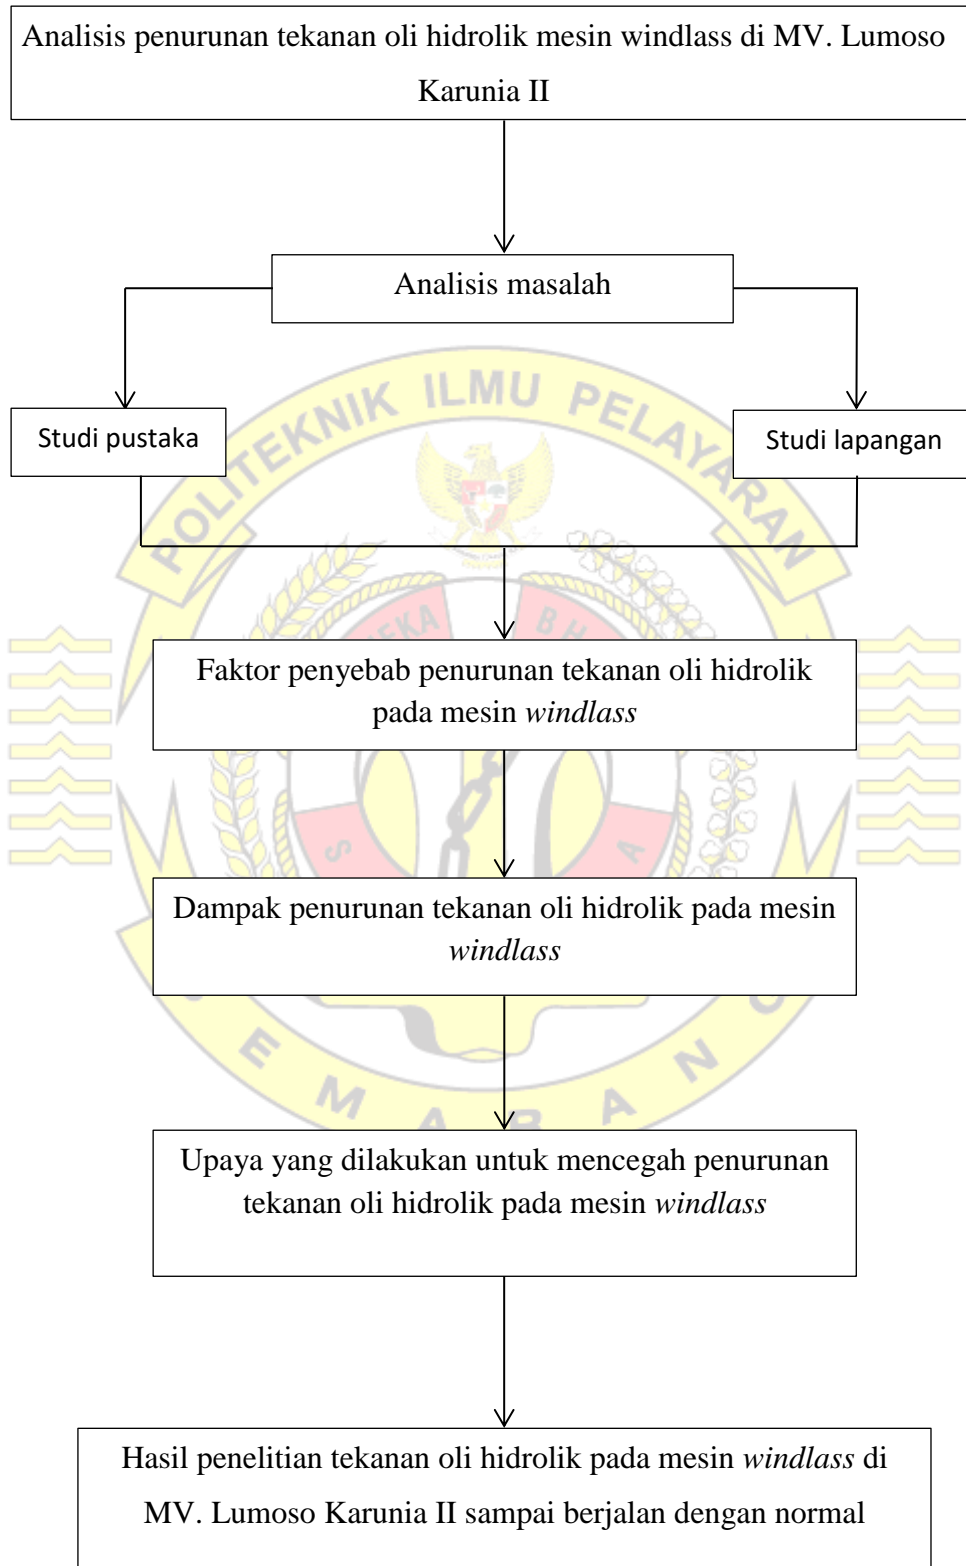 Analisis penurunan tekanan oli hidrolik mesin windlass di MV. Lumoso
Karunia II
Analisis masalah
POLITEKNIK ILMU PELAYARAN
Studi pustaka
Studi lapangan
EKA
BH
Faktor penyebab penurunan tekanan oli hidrolik
pada mesin windlass
S
A
Dampak penurunan tekanan oli hidrolik pada mesin
windlass
SEMARANG
Upaya yang dilakukan untuk mencegah penurunan
tekanan oli hidrolik pada mesin windlass
Hasil penelitian tekanan oli hidrolik pada mesin windlass di
MV. Lumoso Karunia II sampai berjalan dengan normal